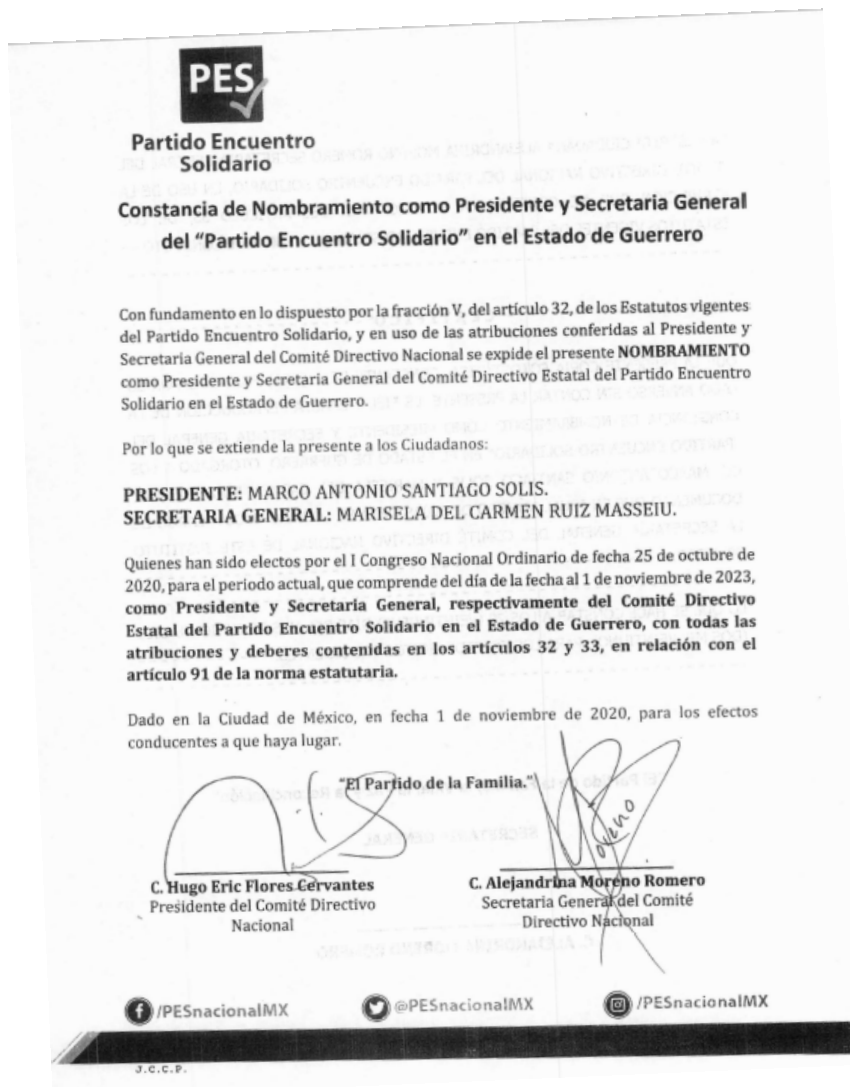 PES
Partido Encuentro
Solidario
Constancia de Nombramiento como Presidente y Secretaria General
del “Partido Encuentro Solidario” en el Estado de Guerrero
Con fundamento en lo dispuesto por la fracción V, del artículo 32, de los Estatutos vigentes
del Partido Encuentro Solidario, y en uso de las atribuciones conferidas al Presidente y
Secretaria General del Comité Directivo Nacional se expide el presente NOMBRAMIENTO
como Presidente y Secretaria General del Comité Directivo Estatal del Partido Encuentro
Solidario en el Estado de Guerrero.
Por lo que se extiende la presente a los Ciudadanos:
PRESIDENTE: MARCO ANTONIO SANTIAGO SOLIS.
SECRETARIA GENERAL: MARISELA DEL CARMEN RUIZ MASSEIU.
Quienes han sido electos por el I Congreso Nacional Ordinario de fecha 25 de octubre de
2020, para el periodo actual, que comprende del día de la fecha al 1 de noviembre de 2023,
como Presidente y Secretaria General, respectivamente del Comité Directivo
Estatal del Partido Encuentro Solidario en el Estado de Guerrero, con todas las
atribuciones y deberes contenidas en los artículos 32 y 33, en relación con el
artículo 91 de la norma estatutaria.
Dado en la Ciudad de México, en fecha 1 de noviembre de 2020, para los efectos
conducentes a que haya lugar.
“El Partido de la Familia.”
C. Hugo Eric Flores Cervantes
Presidente del Comité Directivo
Nacional
C. Alejandrina Moreno Romero
Secretaria General del Comité
Directivo Nacional
/PESnacionalMX
@PESnacionalMX
/PESnacionalMX
J.C.C.P.